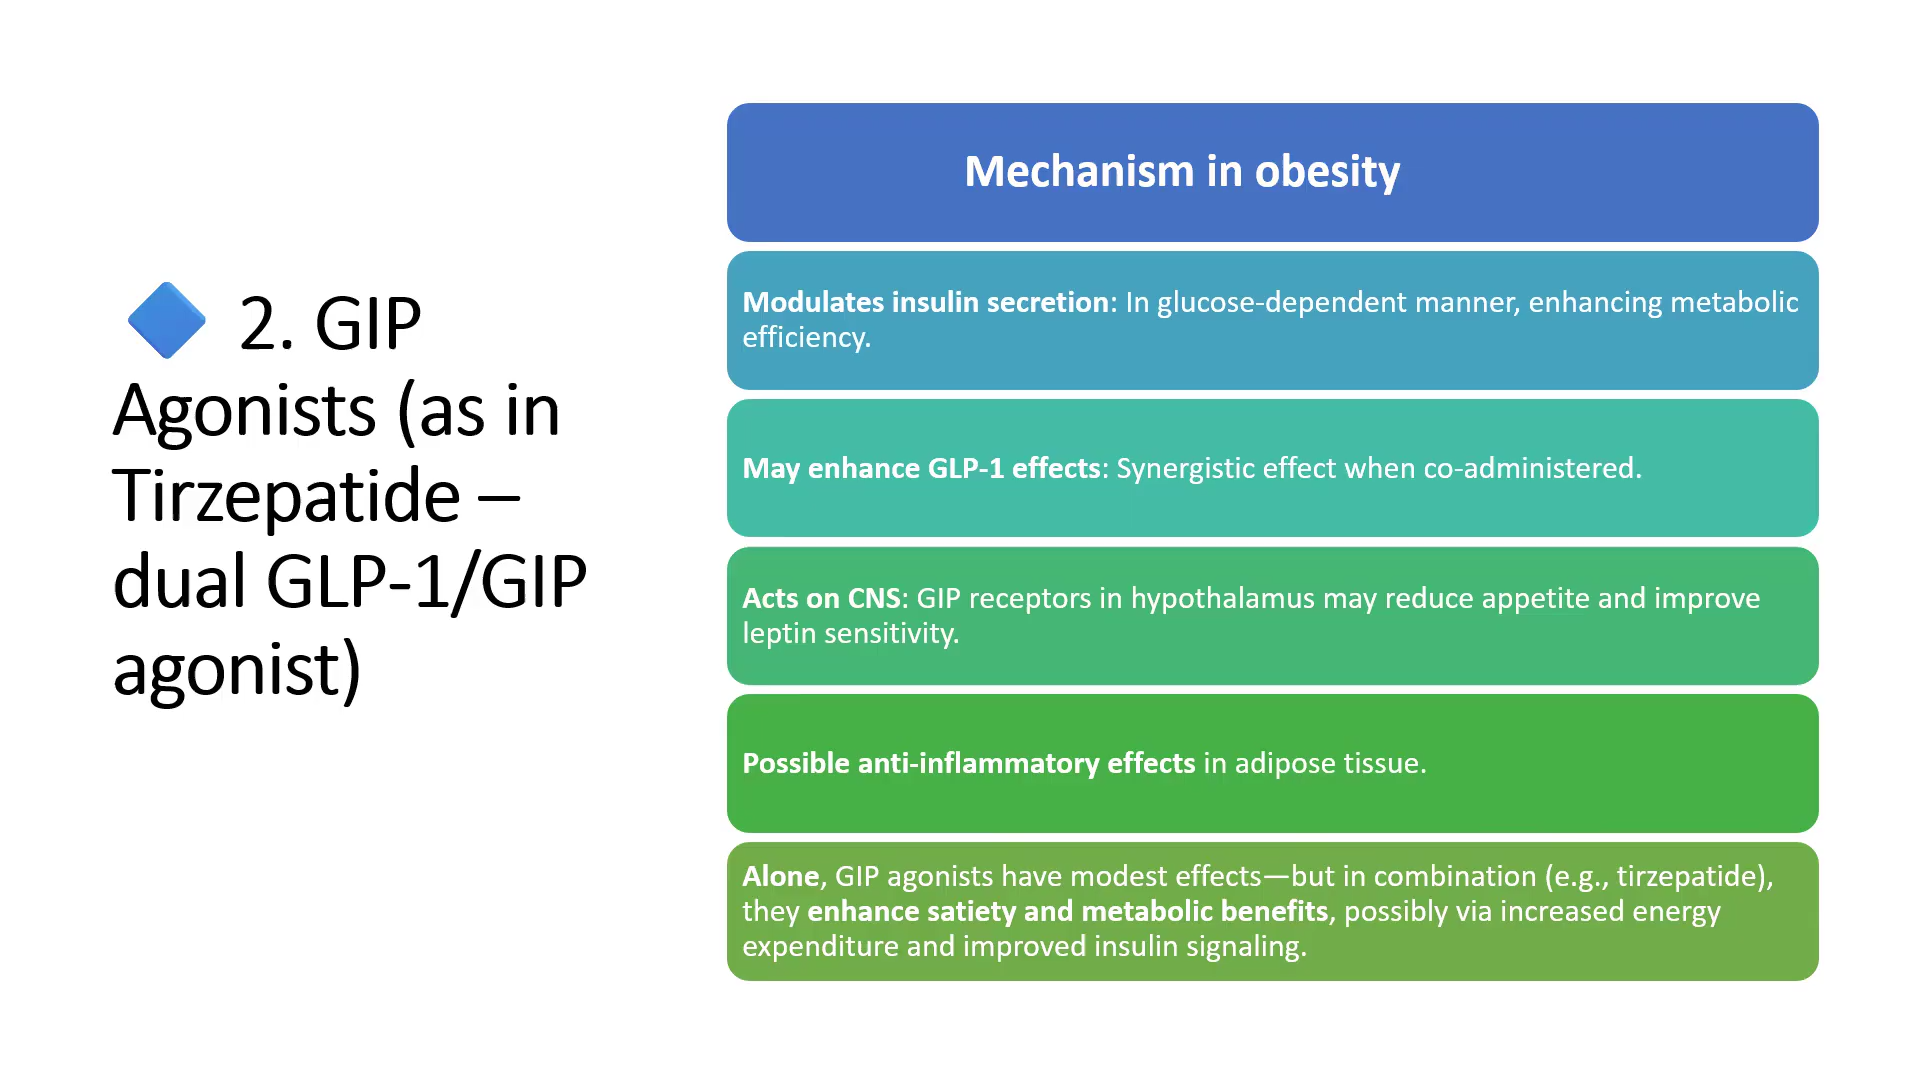 2. GIP
Agonists (as in
Tirzepatide –
dual GLP-1/GIP
agonist)
Mechanism in obesity
Modulates insulin secretion: In glucose-dependent manner, enhancing metabolic
efficiency.
May enhance GLP-1 effects: Synergistic effect when co-administered.
Acts on CNS: GIP receptors in hypothalamus may reduce appetite and improve
leptin sensitivity.
Possible anti-inflammatory effects in adipose tissue.
Alone, GIP agonists have modest effects—but in combination (e.g., tirzepatide),
they enhance satiety and metabolic benefits, possibly via increased energy
expenditure and improved insulin signaling.